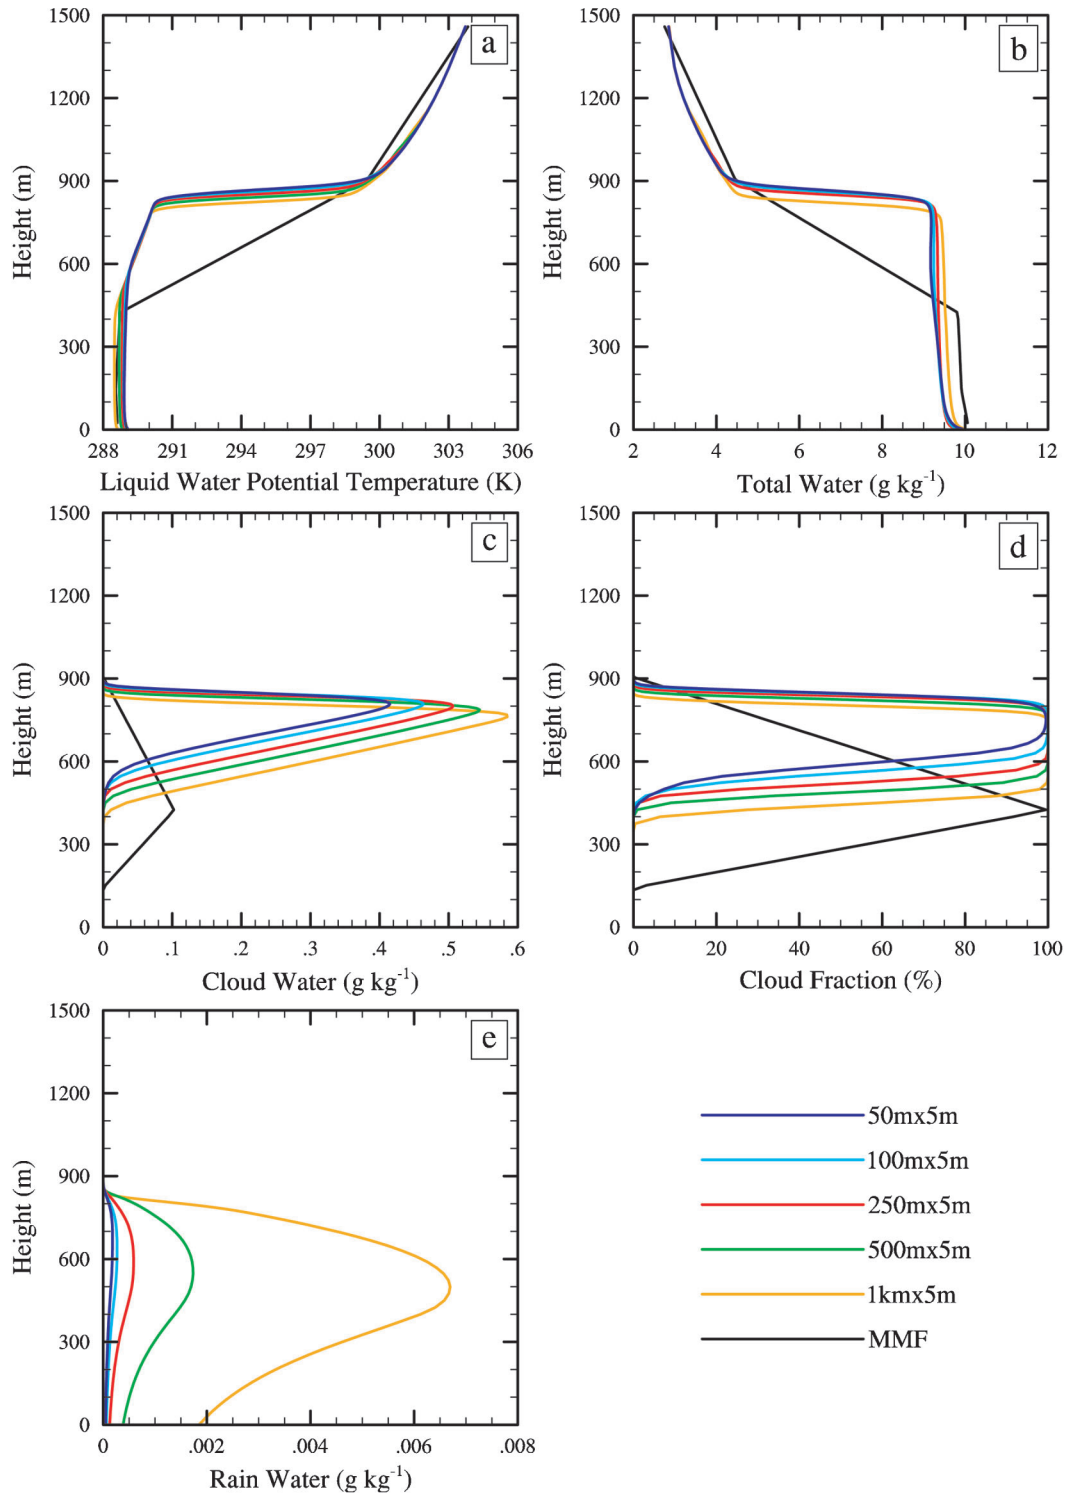 1500
1200
900
600
300
0
Height (m)
a
288 291 294 297 300 303 306
Liquid Water Potential Temperature (K)
1500
1200
900
600
300
0
Height (m)
b
2 4 6 8 10 12
Total Water (g kg-1)
1500
1200
900
600
300
0
Height (m)
c
0 .1 .2 .3 .4 .5 .6
Cloud Water (g kg-1)
1500
1200
900
600
300
0
Height (m)
d
0 20 40 60 80 100
Cloud Fraction (%)
1500
1200
900
600
300
0
Height (m)
e
0 .002 .004 .006 .008
Rain Water (g kg-1)
50mx5m
100mx5m
250mx5m
500mx5m
1kmx5m
MMF